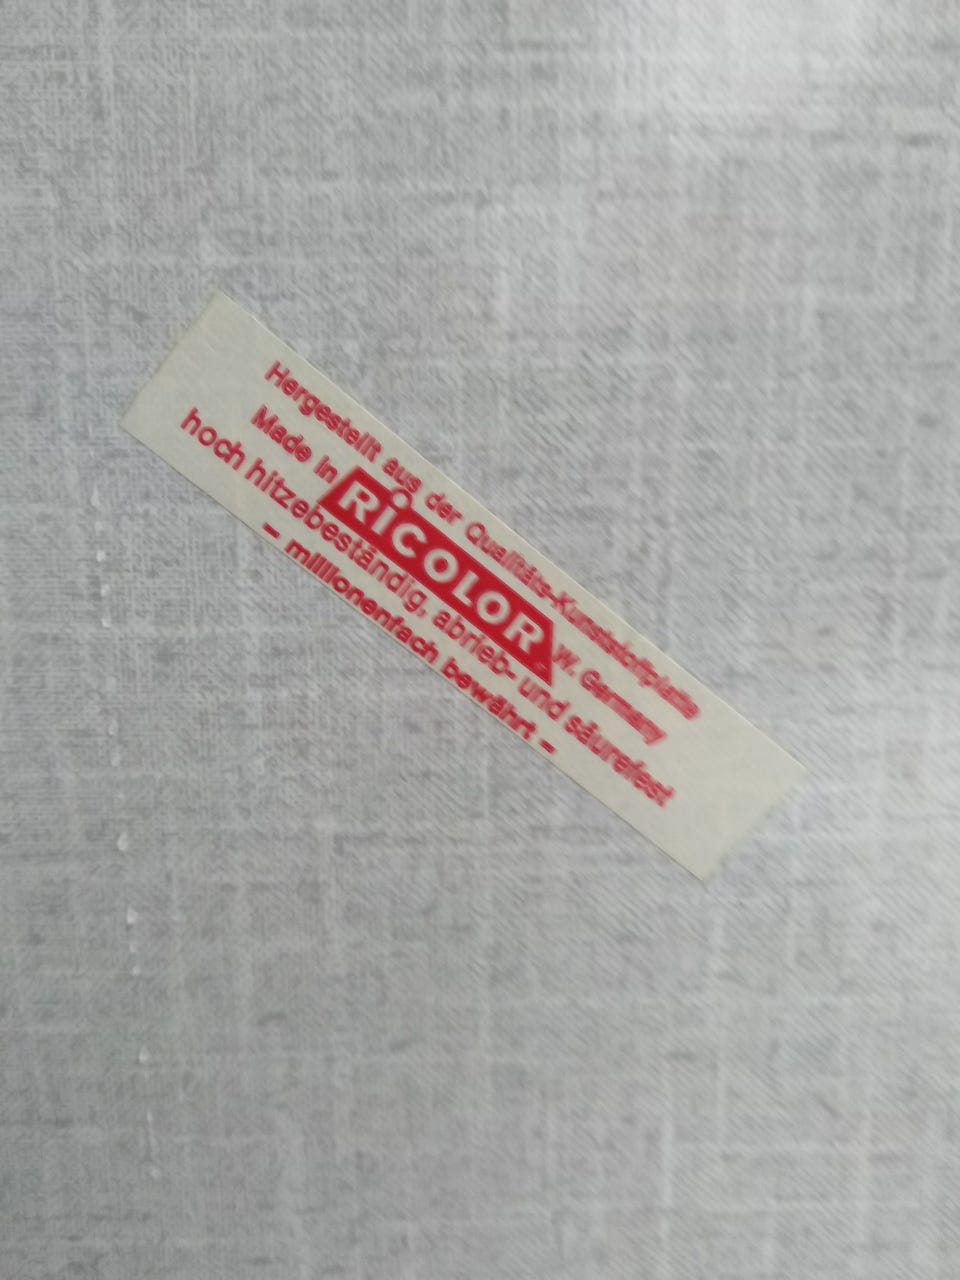 Hergestellt aus der Qualitäts-Kunststoffplatte
Made in RiCOLOR W. Germany
hoch hitzebeständig, abrieb- und säurefest
- millionenfach bewährt -